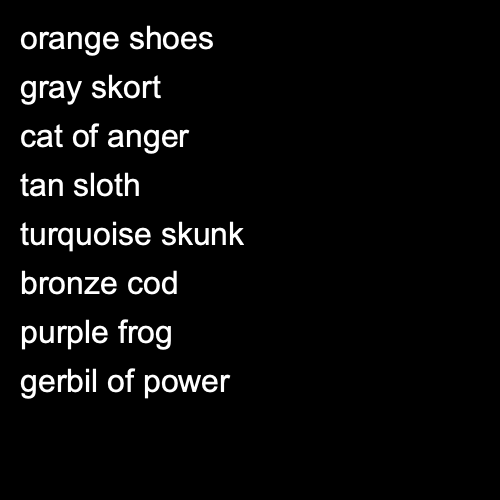 orange shoes
gray skort
cat of anger
tan sloth
turquoise skunk
bronze cod
purple frog
gerbil of power